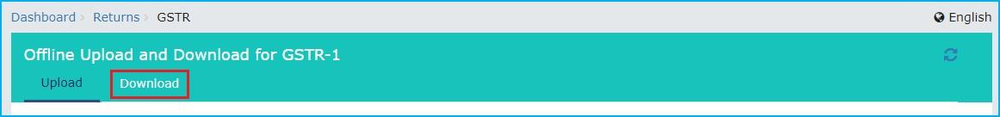 Dashboard › Returns › GSTR English
Offline Upload and Download for GSTR-1
Upload Download